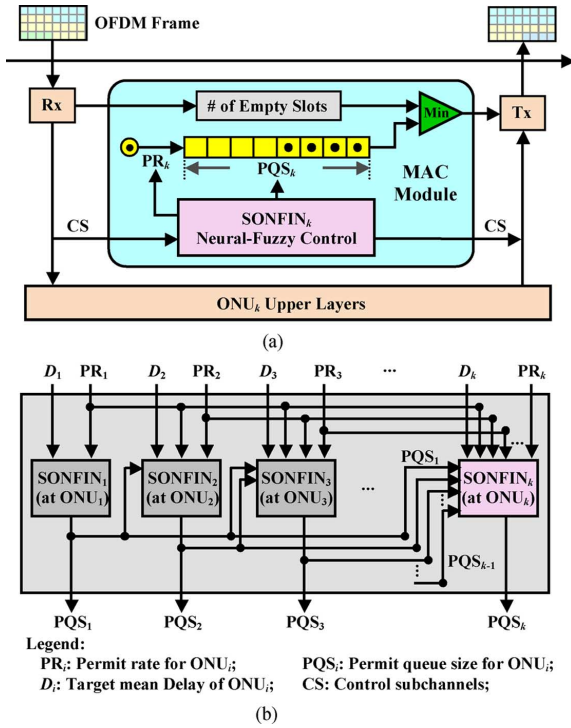 OFDM Frame
Rx
# of Empty Slots
Min
Tx
PRk
PQSk
MAC
Module
CS
SONFINk
Neural-Fuzzy Control
CS
ONUk Upper Layers
(a)
D1 PR1 D2 PR2 D3 PR3 ... Dk PRk
...
PQS1
SONFIN1
(at ONU1)
SONFIN2
(at ONU2)
SONFIN3
(at ONU3)
...
SONFINk
(at ONUk)
PQSk-1
PQS1 PQS2 PQS3 PQSk
Legend:
PRi: Permit rate for ONUi; PQSi: Permit queue size for ONUi;
Di: Target mean Delay of ONUi; CS: Control subchannels;
(b)